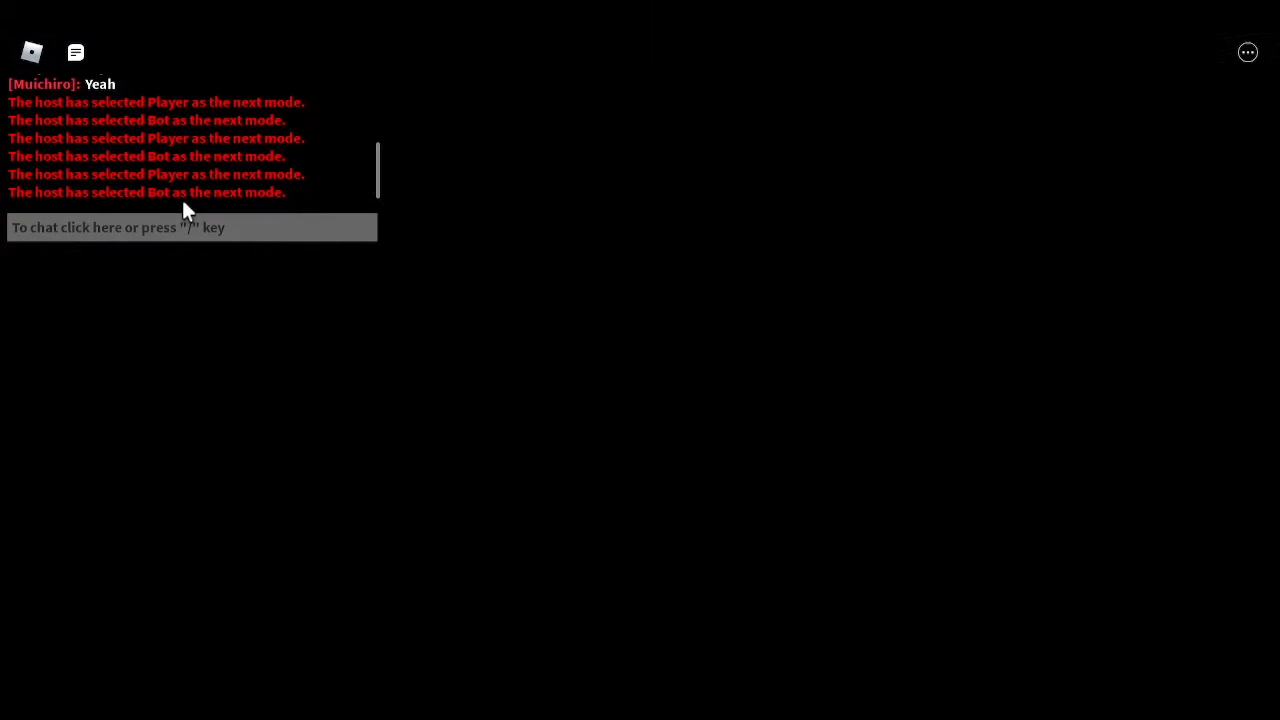 [Muichiro]: Yeah
The host has selected Player as the next mode.
The host has selected Bot as the next mode.
The host has selected Player as the next mode.
The host has selected Bot as the next mode.
The host has selected Player as the next mode.
The host has selected Bot as the next mode.
To chat click here or press "/" key